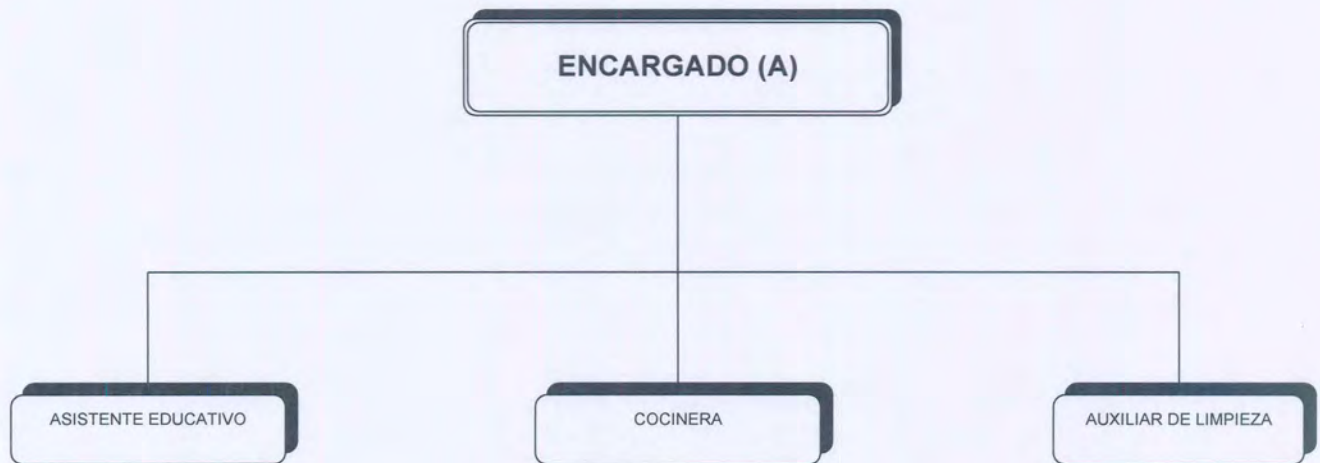 ENCARGADO (A)
ASISTENTE EDUCATIVO
COCINERA
AUXILIAR DE LIMPIEZA